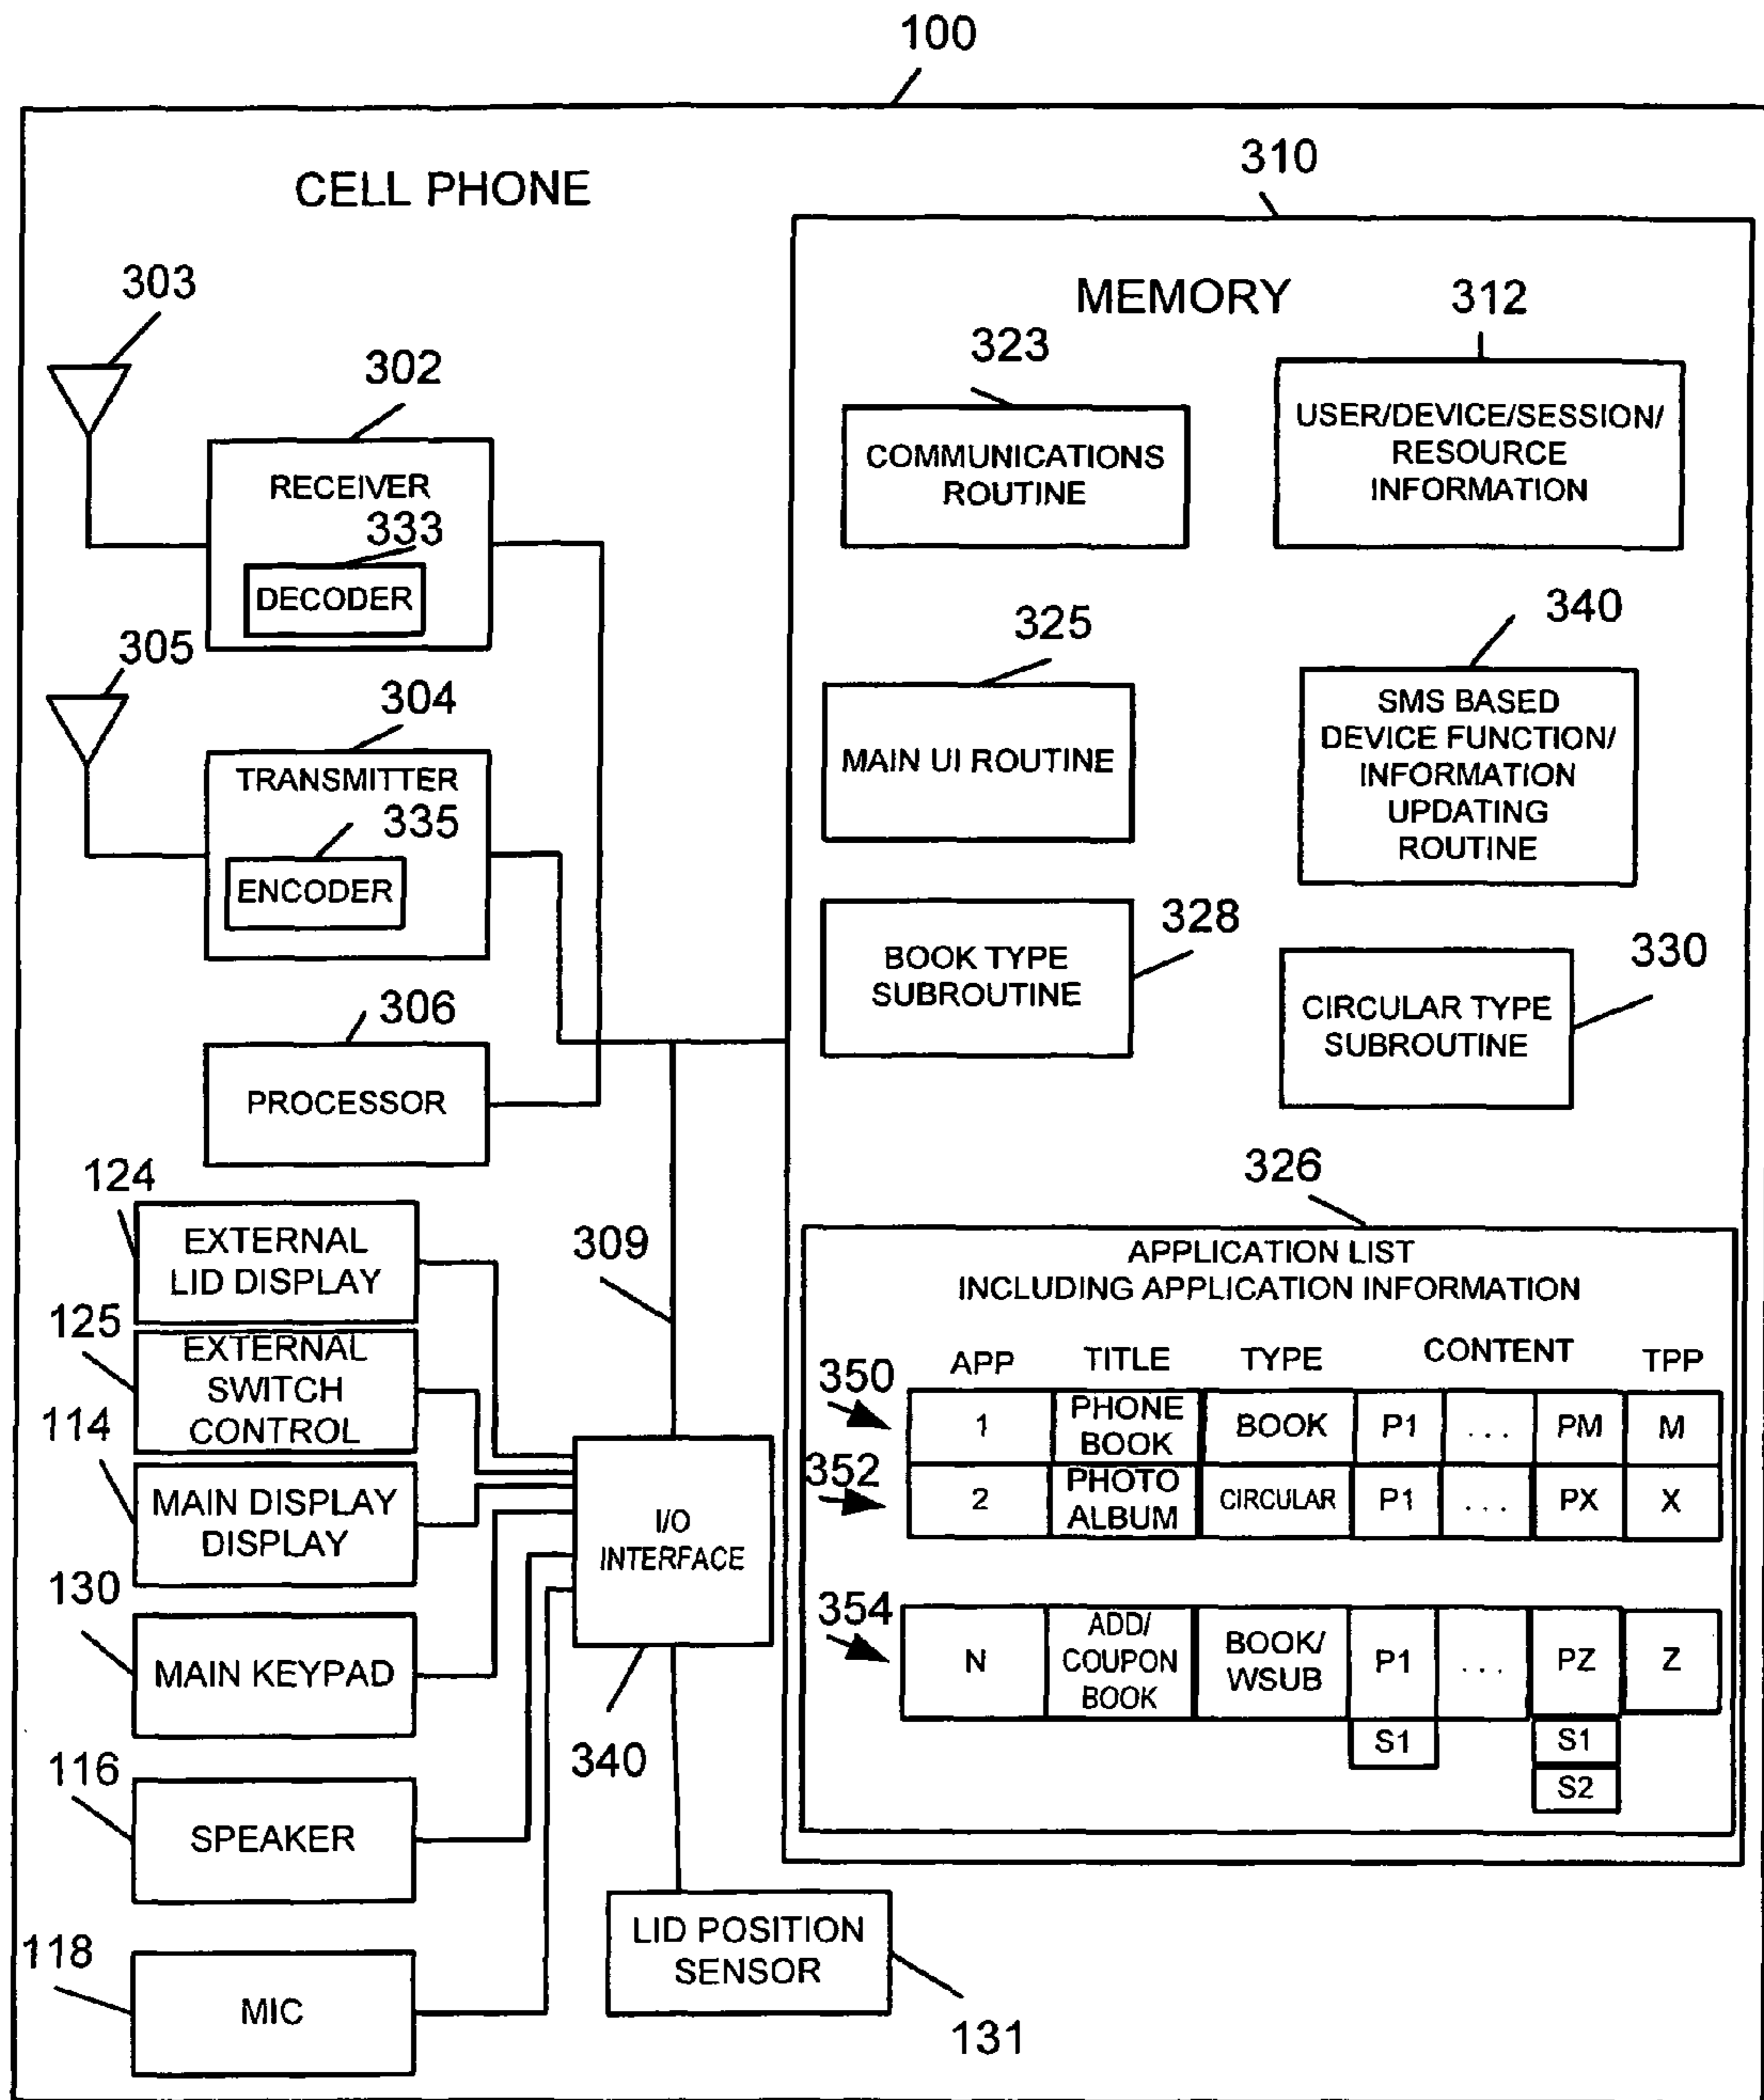 100
CELL PHONE
310
MEMORY
303
302
RECEIVER
333
DECODER
305
304
TRANSMITTER
335
ENCODER
306
PROCESSOR
323
COMMUNICATIONS
ROUTINE
312
USER/DEVICE/SESSION/
RESOURCE
INFORMATION
325
MAIN UI ROUTINE
340
SMS BASED
DEVICE FUNCTION/
INFORMATION
UPDATING
ROUTINE
328
BOOK TYPE
SUBROUTINE
330
CIRCULAR TYPE
SUBROUTINE
124
EXTERNAL
LID DISPLAY
125
EXTERNAL
SWITCH
CONTROL
114
MAIN DISPLAY
DISPLAY
130
MAIN KEYPAD
116
SPEAKER
118
MIC
309
I/O
INTERFACE
340
LID POSITION
SENSOR
131
326
APPLICATION LIST
INCLUDING APPLICATION INFORMATION
APP TITLE TYPE CONTENT TPP
350
1 PHONE BOOK BOOK P1 ... PM M
352
2 PHOTO ALBUM CIRCULAR P1 ... PX X
354
N ADD/ COUPON BOOK BOOK/ WSUB P1 ... PZ Z
S1 S1
S2